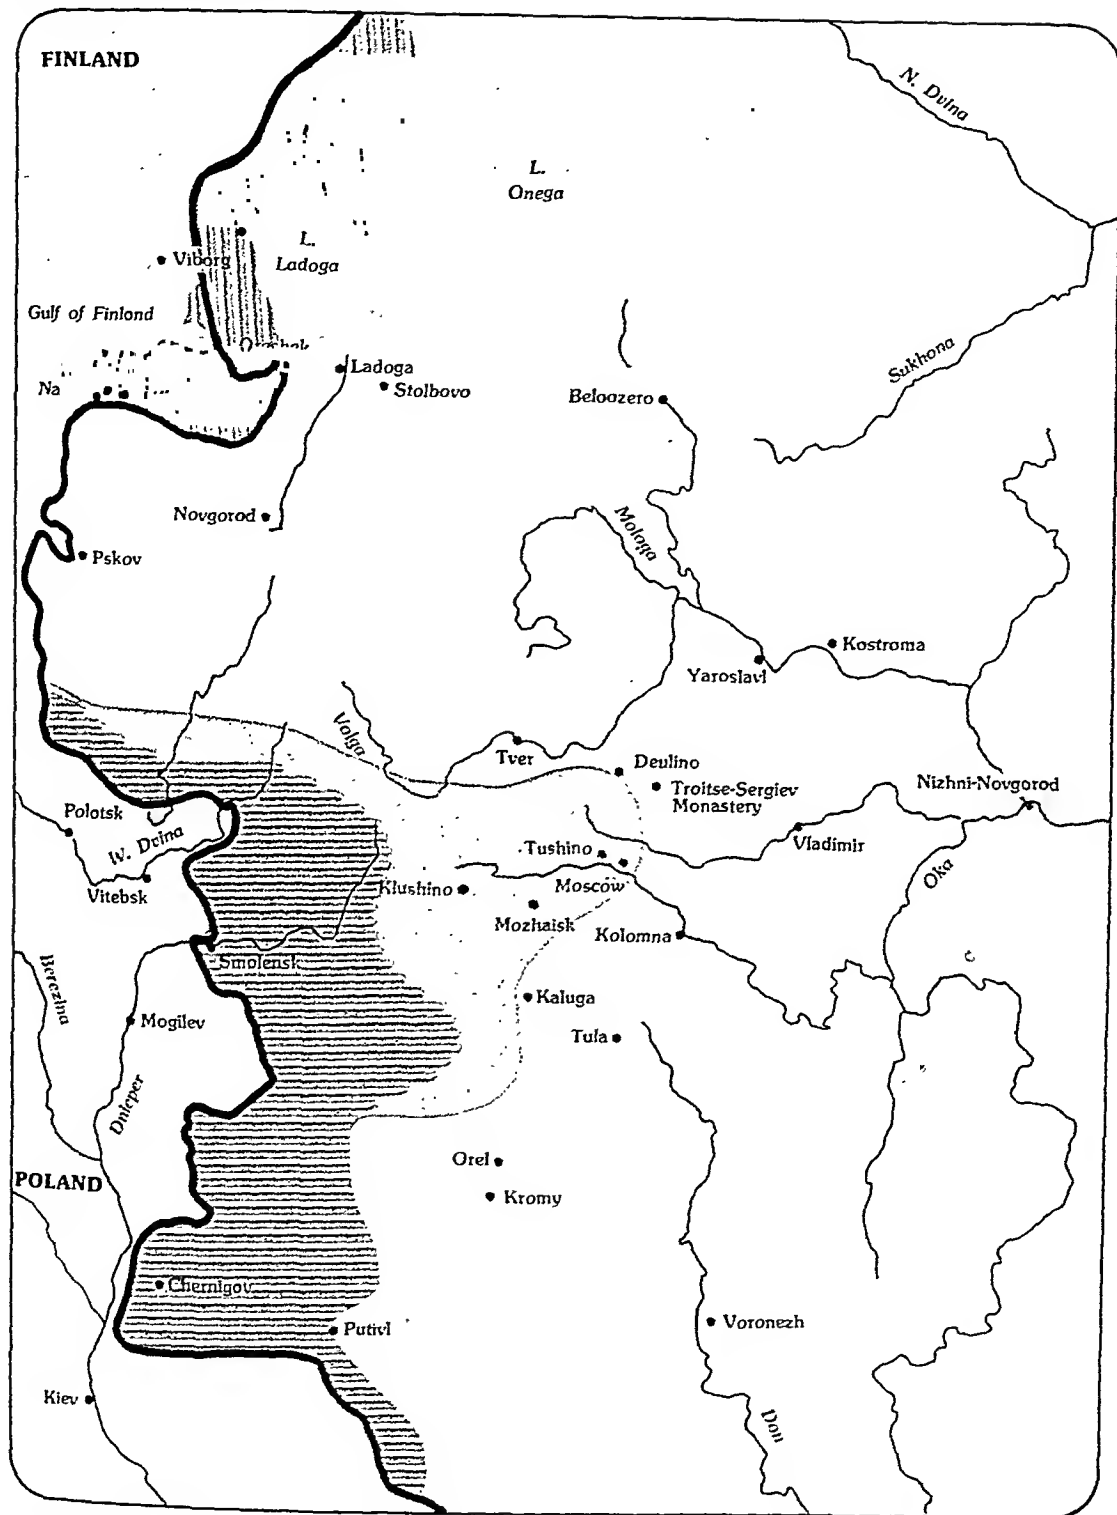 FINLAND
N. Dvina
L.
Onega
L.
Ladoga
Viborg
Gulf of Finlond
Sukhona
Ladoga
Stolbovo
Na
Beloozero
Novgorod
Mologa
Pskov
Kostroma
Yaroslavl
Volga
Tver
Deulino
Troitse-Sergiev
Monastery
Nizhni-Novgorod
Polotsk
W. Dvina
Vladimir
Tushino
Oka
Vitebsk
Klushino
Moscow
Mozhaisk
Kolomna
Smolensk
Berezina
Kaluga
Mogilev
Tula
Dnieper
Orel
POLAND
Kromy
Chernigov
Putivl
Voronezh
Kiev
Don